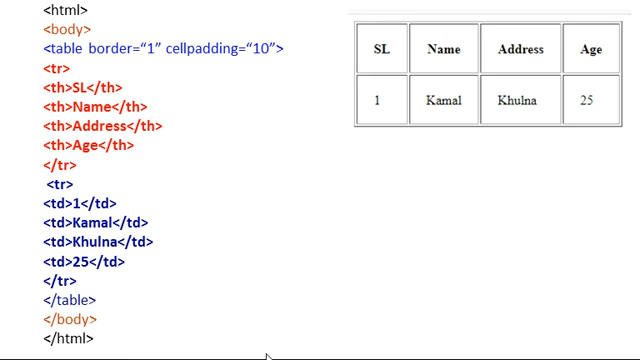 <html>
<body>
<table border=“1” cellpadding=“10”>
<tr>
<th>SL</th>
<th>Name</th>
<th>Address</th>
<th>Age</th>
</tr>
<tr>
<td>1</td>
<td>Kamal</td>
<td>Khulna</td>
<td>25</td>
</tr>
</table>
</body>
</html>
SL Name Address Age
1 Kamal Khulna 25